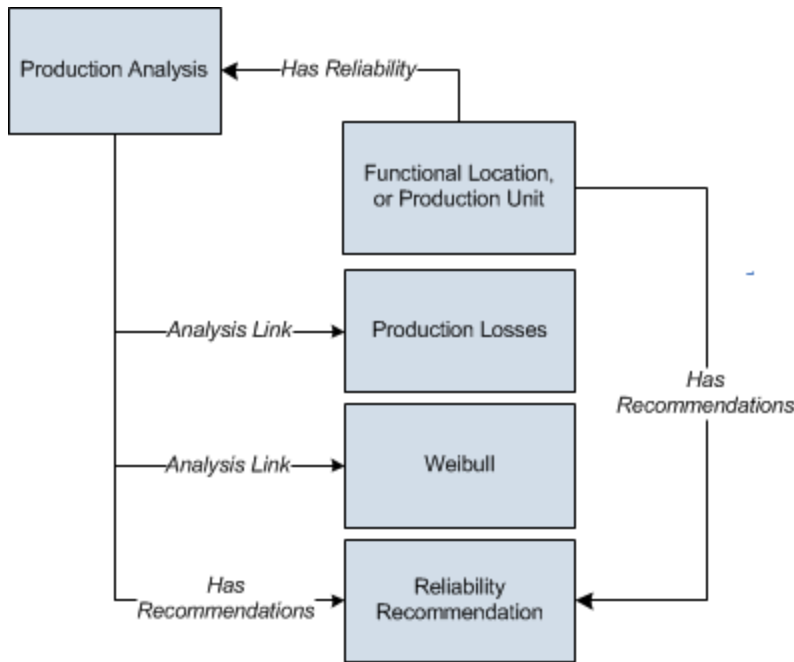 Production Analysis
Has Reliability
Functional Location,
or Production Unit
Analysis Link
Production Losses
Has
Recommendations
Analysis Link
Weibull
Has
Recommendations
Reliability
Recommendation